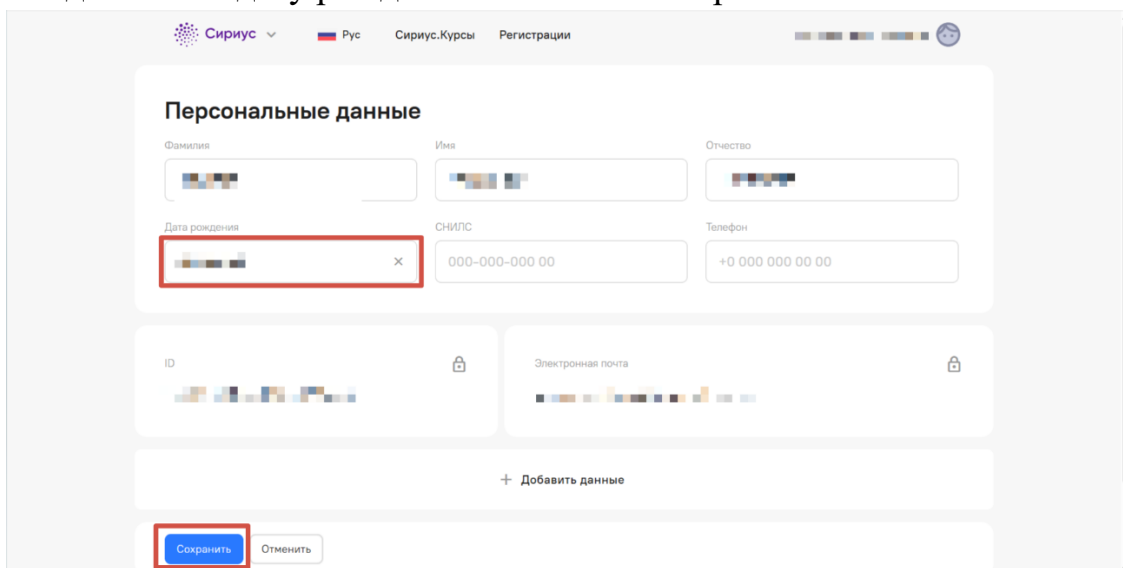 Сириус Рус Сириус.Курсы Регистрации
Персональные данные
Фамилия Имя Отчество
Дата рождения СНИЛС Телефон
000-000-000 00 +0 000 000 00 00
ID Электронная почта
+ Добавить данные
Сохранить Отменить